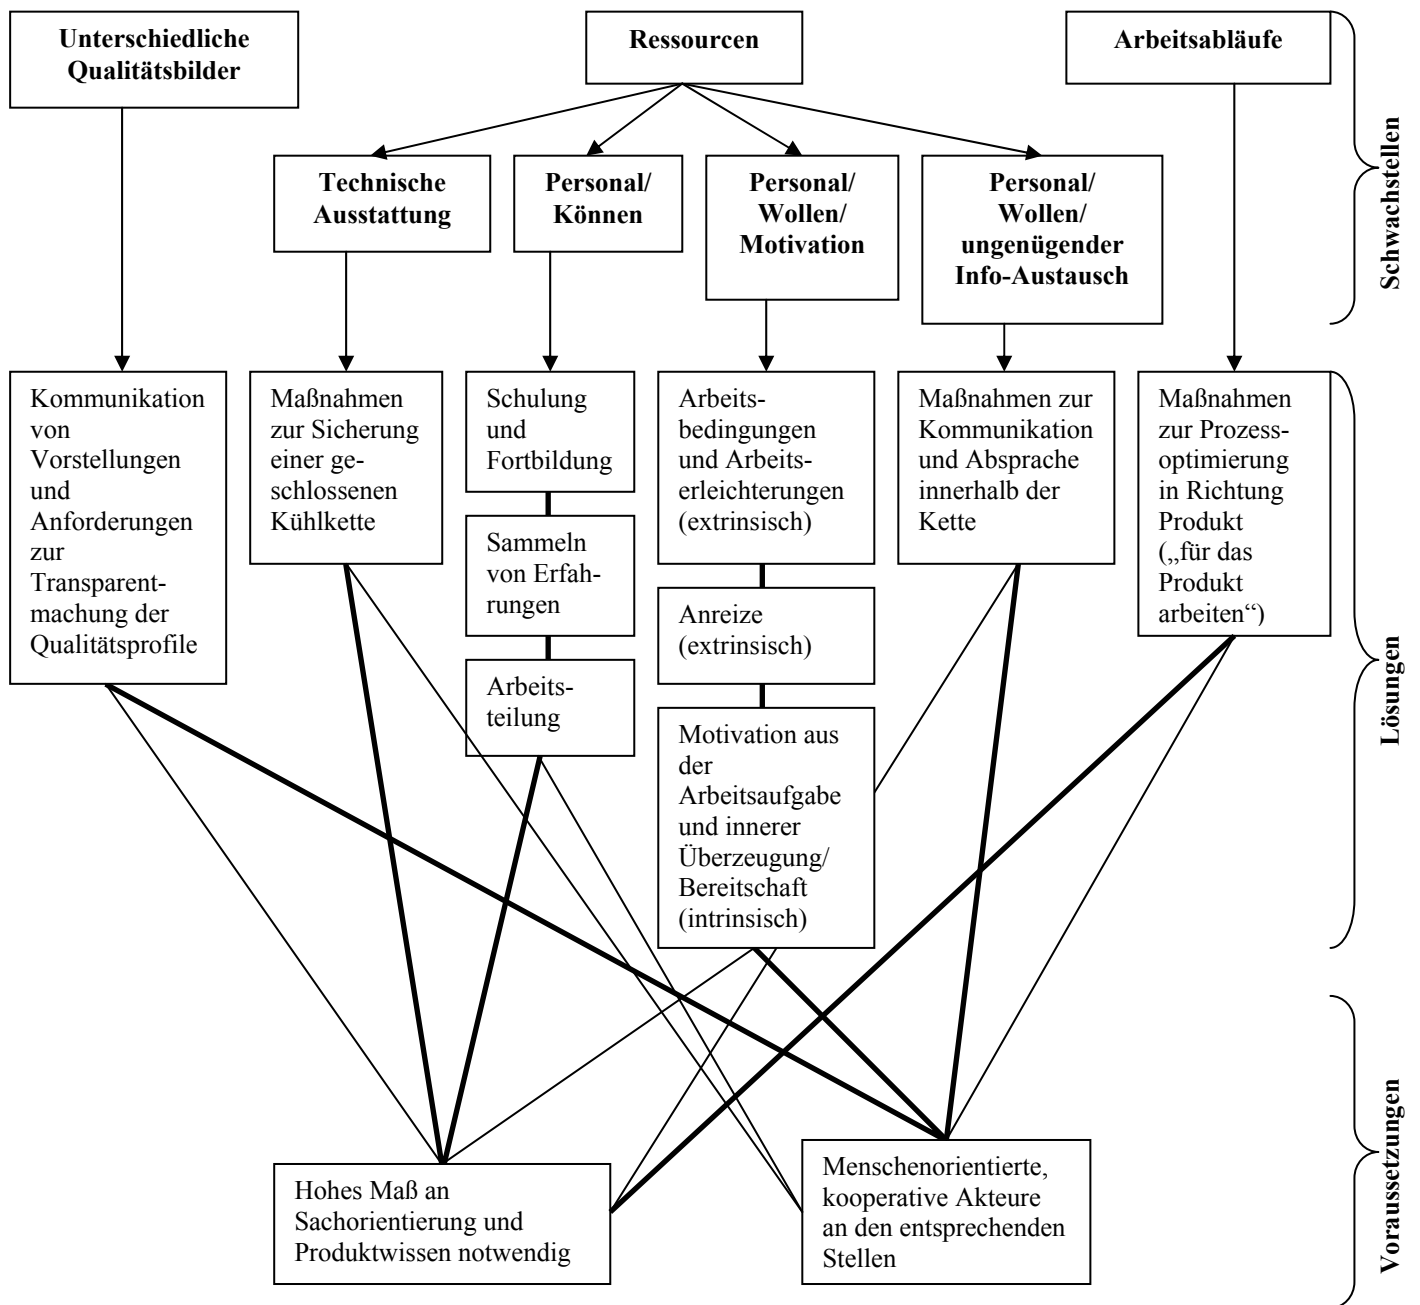 Unterschiedliche
Qualitätsbilder
Ressourcen
Arbeitsabläufe
Technische
Ausstattung
Personal/
Können
Personal/
Wollen/
Motivation
Personal/
Wollen/
ungenügender
Info-Austausch
Schwachstellen
Kommunikation
von
Vorstellungen
und
Anforderungen
zur
Transparent-
machung der
Qualitätsprofile
Maßnahmen
zur Sicherung
einer ge-
schlossenen
Kühlkette
Schulung
und
Fortbildung
Sammeln
von Erfah-
rungen
Arbeits-
teilung
Arbeits-
bedingungen
und Arbeits-
erleichterungen
(extrinsisch)
Anreize
(extrinsisch)
Motivation aus
der
Arbeitsaufgabe
und innerer
Überzeugung/
Bereitschaft
(intrinsisch)
Maßnahmen zur
Kommunikation
und Absprache
innerhalb der
Kette
Maßnahmen
zur Prozess-
optimierung
in Richtung
Produkt
(„für das
Produkt
arbeiten“)
Lösungen
Hohes Maß an
Sachorientierung und
Produktwissen notwendig
Menschenorientierte,
kooperative Akteure
an den entsprechenden
Stellen
Voraussetzungen